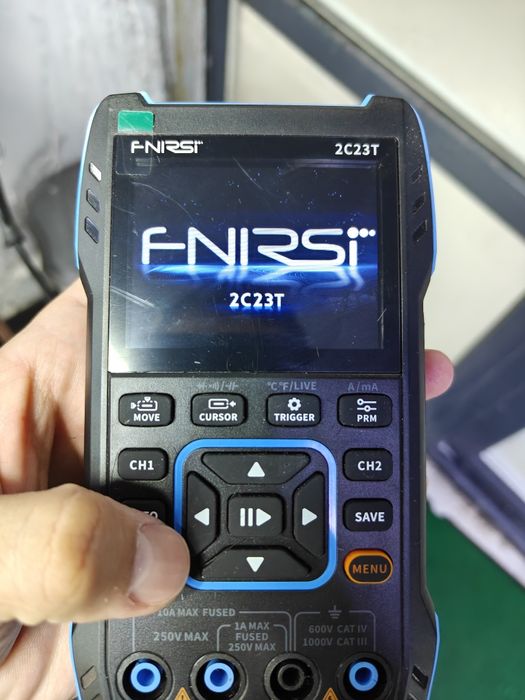 FNIRSI 2C23T
FNIRSI
2C23T
°C°F/LIVE A/mA
MOVE CURSOR TRIGGER PRM
CH1 CH2
SAVE
MENU
10A MAX FUSED
250V MAX
1A MAX
FUSED
250V MAX
600V CAT IV
1000V CAT III